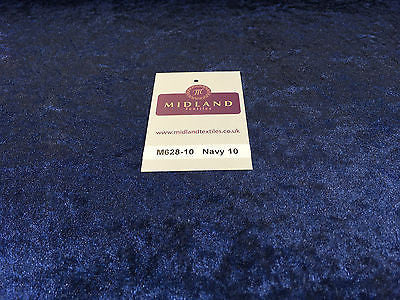 M
MIDLAND
TEXTILES
www.midlandtextiles.co.uk
M628-10 Navy 10